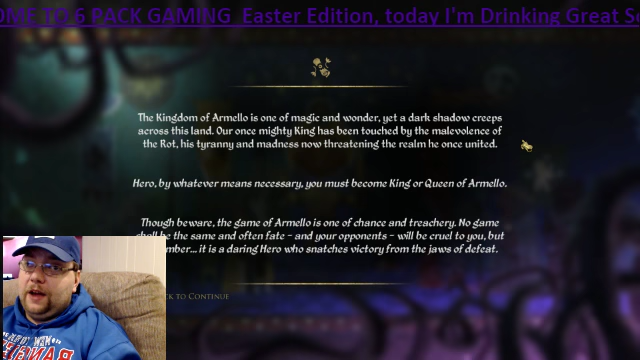 OME TO 6 PACK GAMING Easter Edition, today I'm Drinking Great
The Kingdom of Armello is one of magic and wonder, yet a dark shadow creeps
across this land. Our once mighty King has been touched by the malevolence of
the Rot, his tyranny and madness now threatening the realm he once united.
Hero, by whatever means necessary, you must become King or Queen of Armello.
Though beware, the game of Armello is one of chance and treachery. No game
shall be the same and often fate - and your opponents - will be cruel to you, but
mber... it is a daring Hero who snatches victory from the jaws of defeat.
ck to Continue